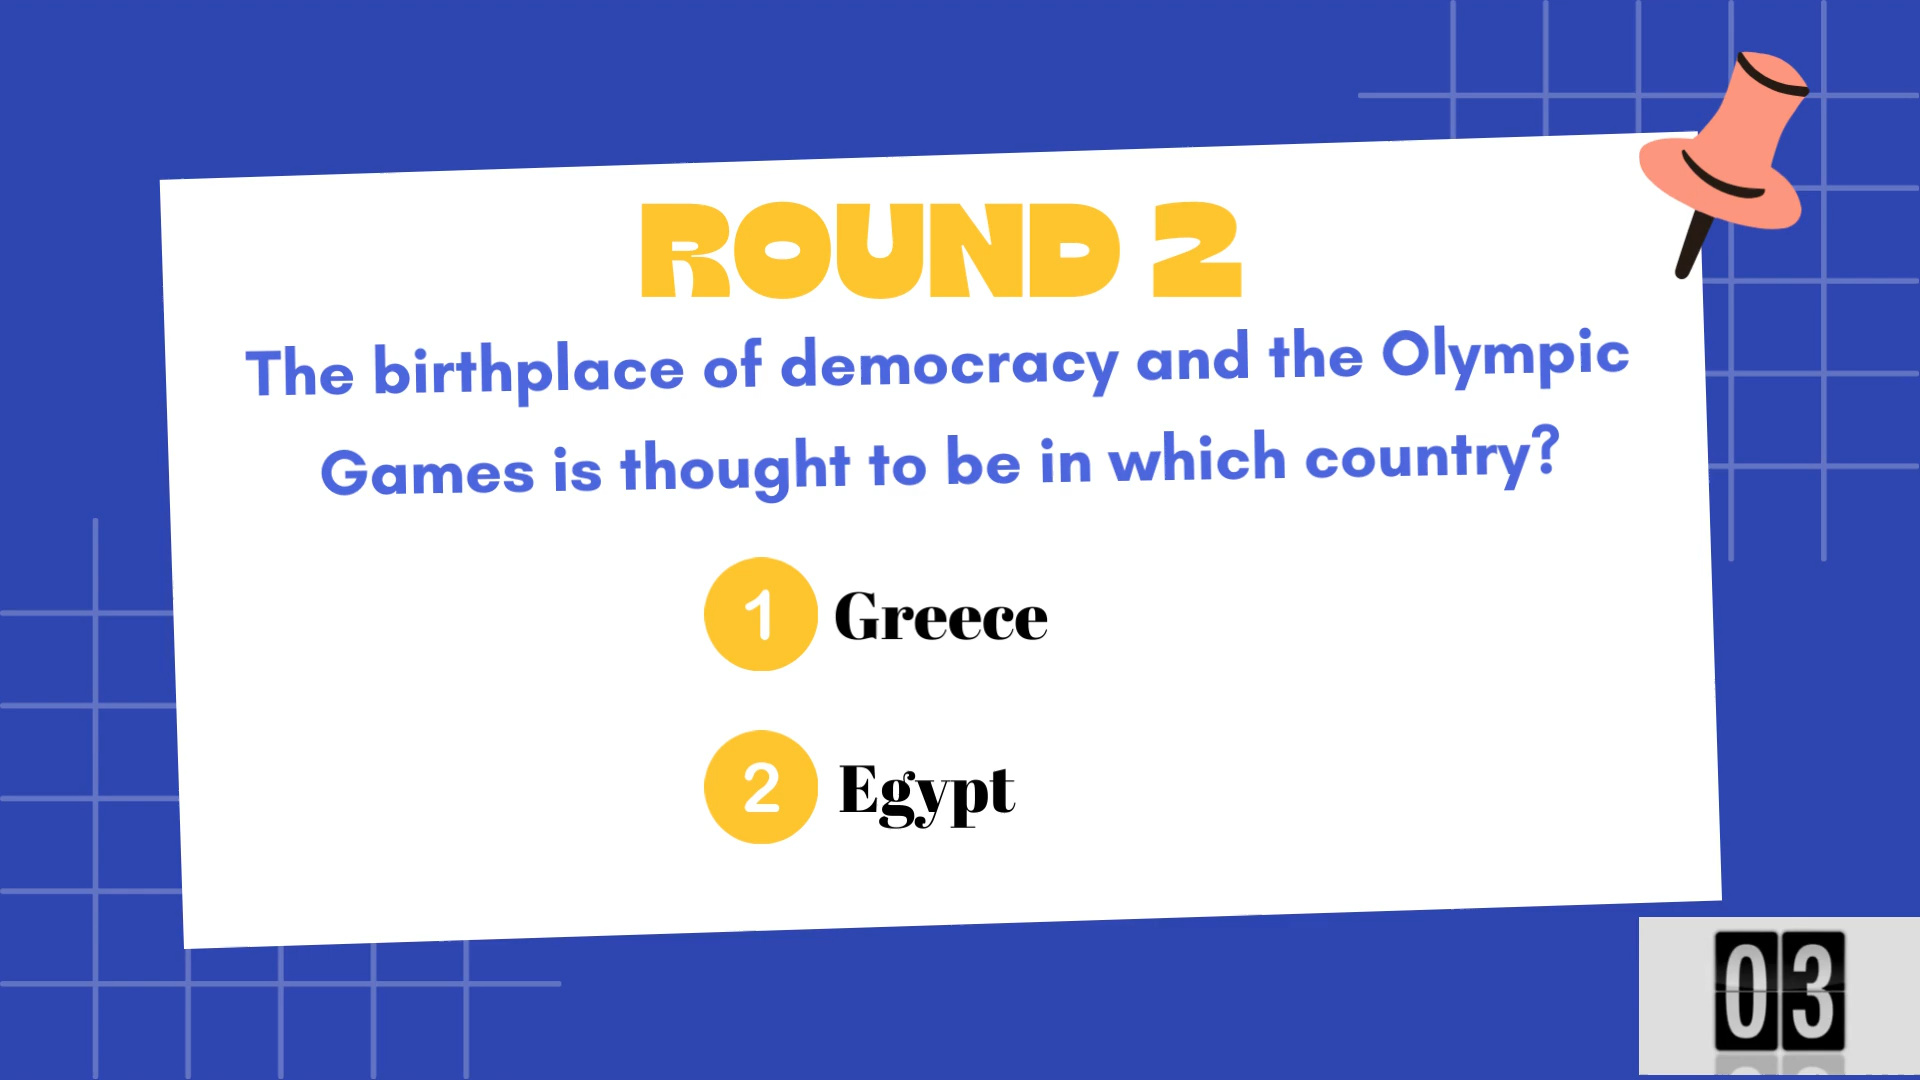 ROUND 2
The birthplace of democracy and the Olympic
Games is thought to be in which country?
1 Greece
2 Egypt
03